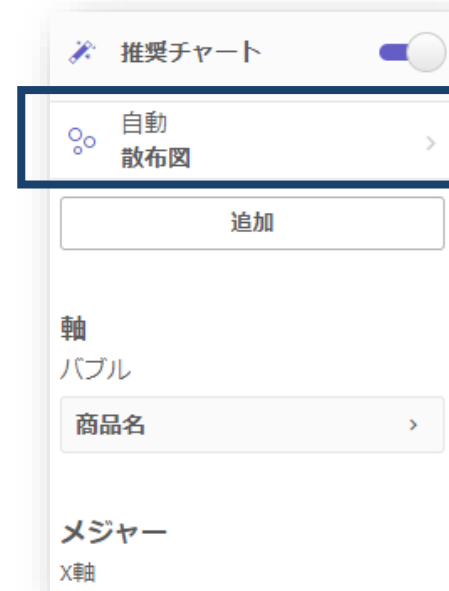 推奨チャート
自動
散布図
追加
軸
バブル
商品名
メジャー
X軸